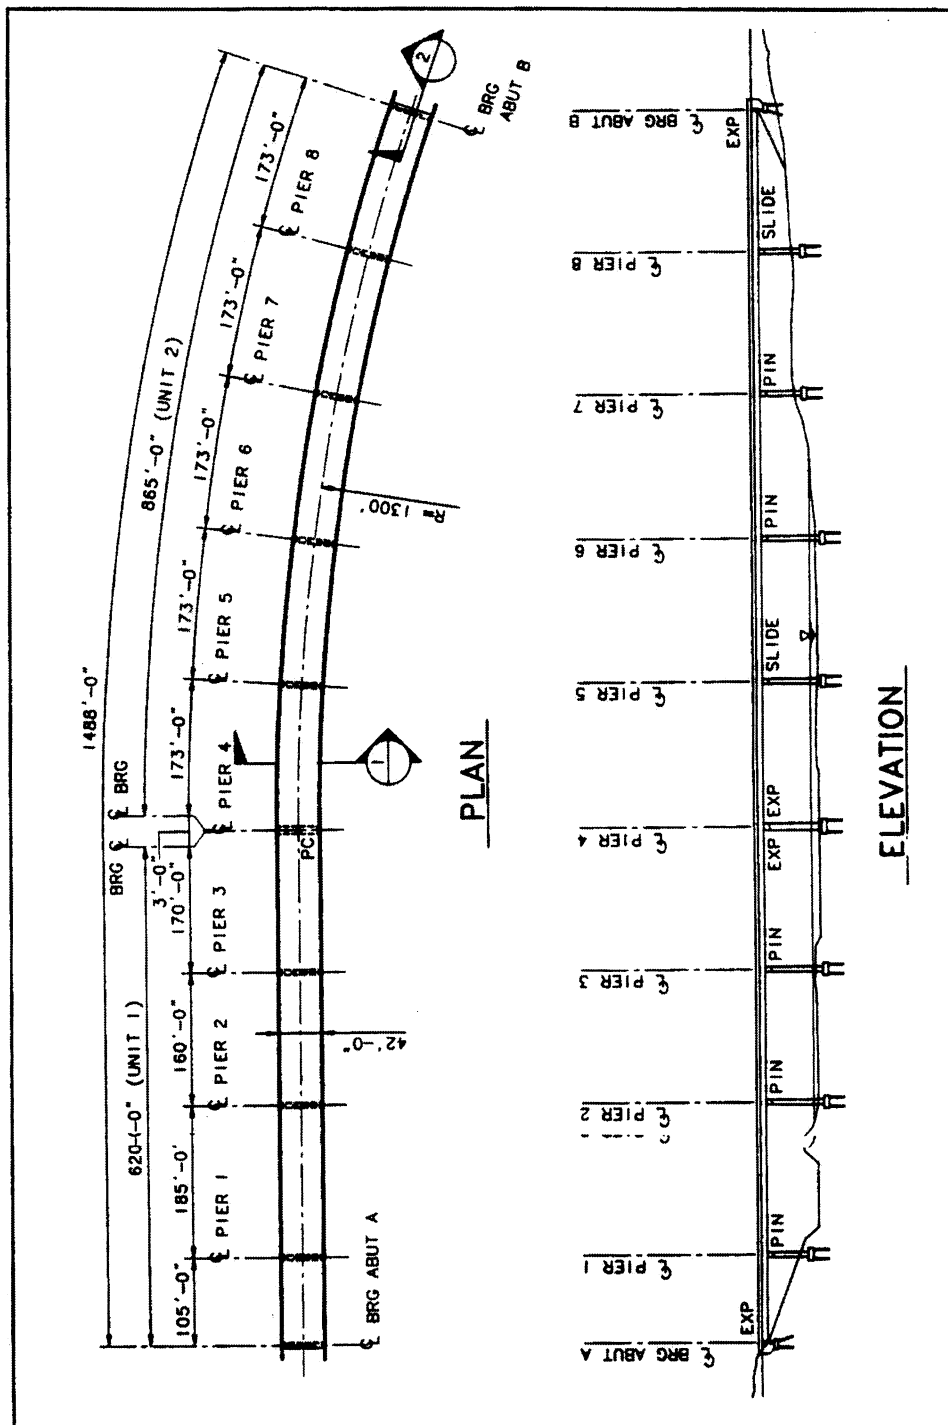 1488'-0"
620'-0" (UNIT 1)
865'-0" (UNIT 2)
℄ BRG
℄ BRG
3'-0"
105'-0"
185'-0'
160'-0"
170'-0"
173'-0"
173'-0"
173'-0"
173'-0"
173'-0"
℄ PIER 1
℄ PIER 2
℄ PIER 3
℄ PIER 4
℄ PIER 5
℄ PIER 6
℄ PIER 7
℄ PIER 8
℄ BRG ABUT A
℄ BRG
ABUT B
42'-0"
PC
R= 1300'
1
2
PLAN
℄ BRG ABUT A
℄ PIER 1
℄ PIER 2
℄ PIER 3
℄ PIER 4
℄ PIER 5
℄ PIER 6
℄ PIER 7
℄ PIER 8
℄ BRG ABUT B
EXP
PIN
PIN
PIN
EXP
EXP
SLIDE
PIN
PIN
SLIDE
EXP
ELEVATION